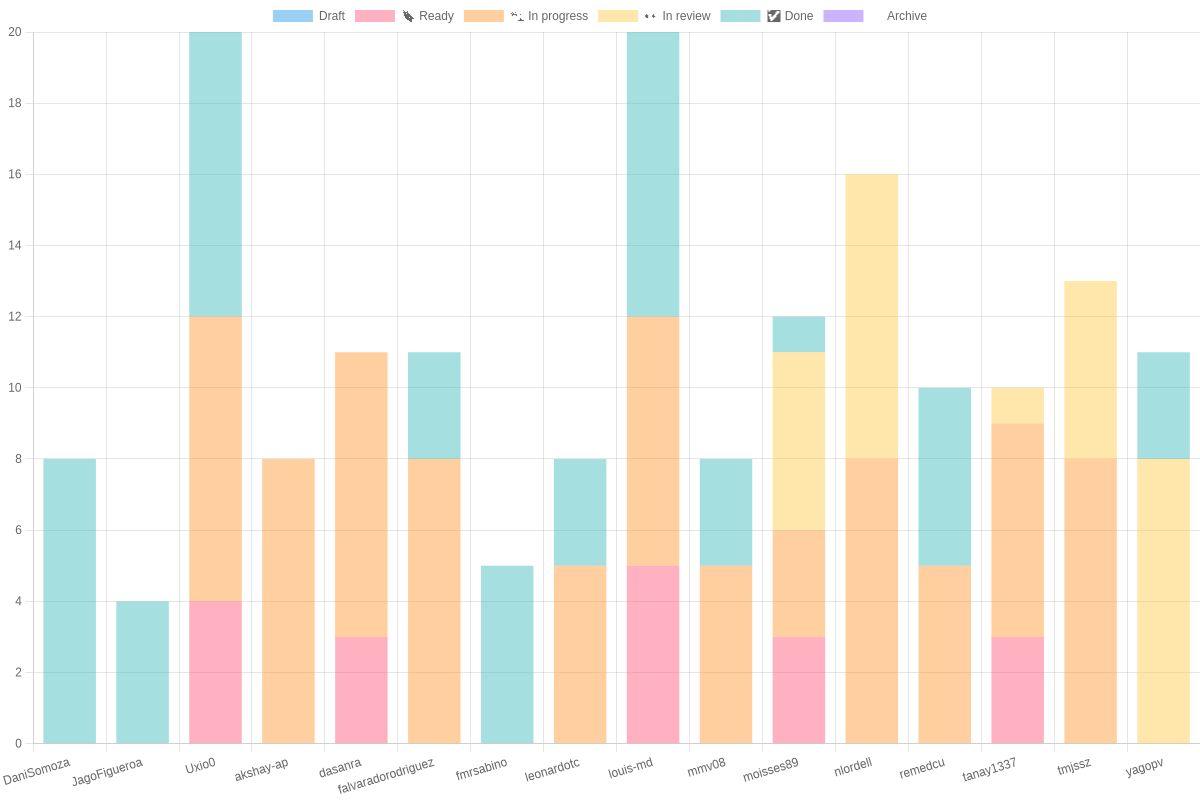 Draft Ready In progress In review Done Archive
20
18
16
14
12
10
8
6
4
2
0
DaniSomoza
JagoFigueroa
Uxio0
akshay-ap
dasanra
falvaradorodriguez
fmrsabino
leonardotc
louis-md
mmv08
moisses89
nlordell
remedcu
tanay1337
tmjssz
yagopv